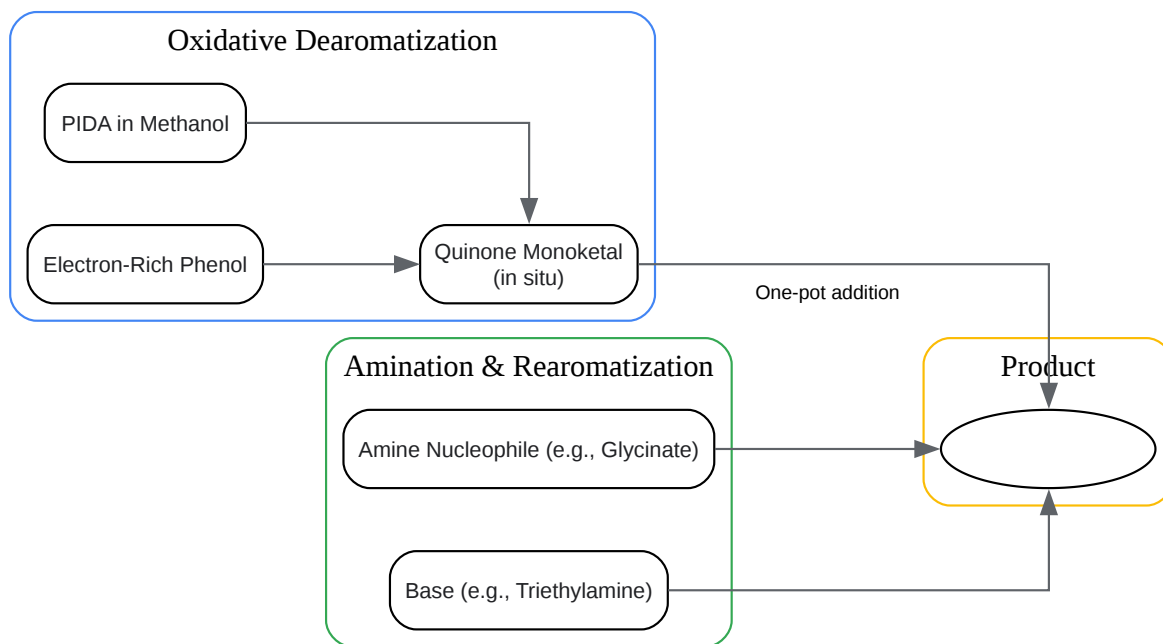 Oxidative Dearomatization
PIDA in Methanol
Electron-Rich Phenol
Quinone Monoketal
(in situ)
One-pot addition
Amination & Rearomatization
Amine Nucleophile (e.g., Glycinate)
Base (e.g., Triethylamine)
Product